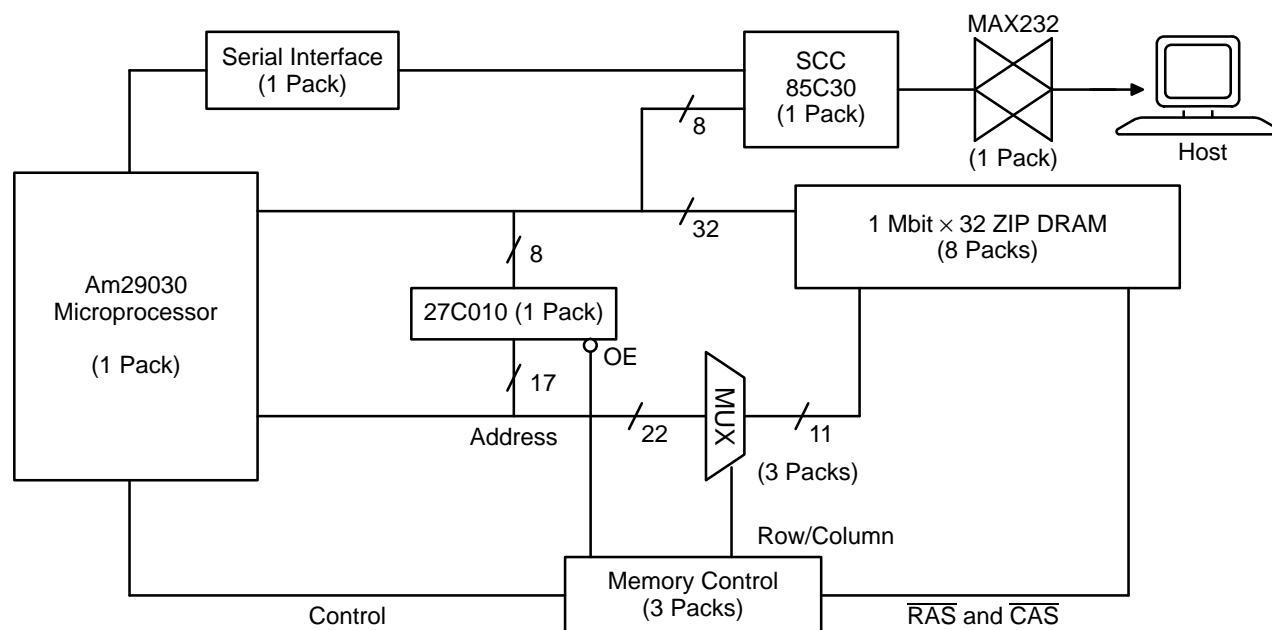 MAX232
Serial Interface
(1 Pack)
SCC
85C30
(1 Pack)
8
(1 Pack)
Host
32
1 Mbit × 32 ZIP DRAM
(8 Packs)
8
Am29030
Microprocessor
(1 Pack)
27C010 (1 Pack)
OE
17
MUX
Address
22
11
(3 Packs)
Row/Column
Memory Control
(3 Packs)
Control
R̅A̅S̅ and C̅A̅S̅